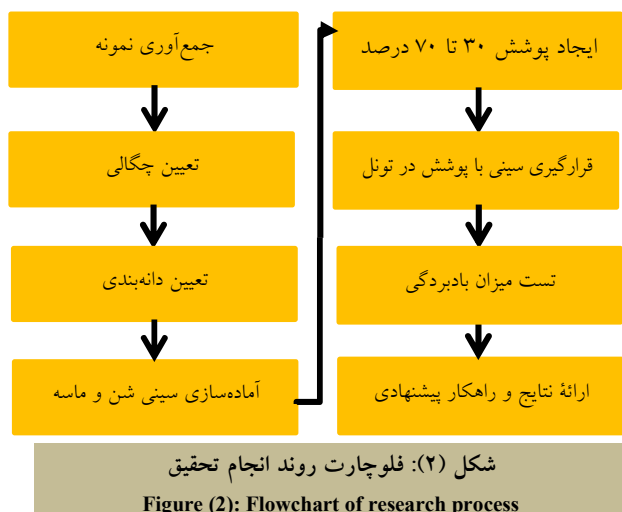 جمع‌آوری نمونه
تعیین چگالی
تعیین دانه‌بندی
آماده‌سازی سینی شن و ماسه
ایجاد پوشش ۳۰ تا ۷۰ درصد
قرارگیری سینی با پوشش در تونل
تست میزان بادبردگی
ارائهٔ نتایج و راهکار پیشنهادی
شکل (۲): فلوچارت روند انجام تحقیق
Figure (2): Flowchart of research process